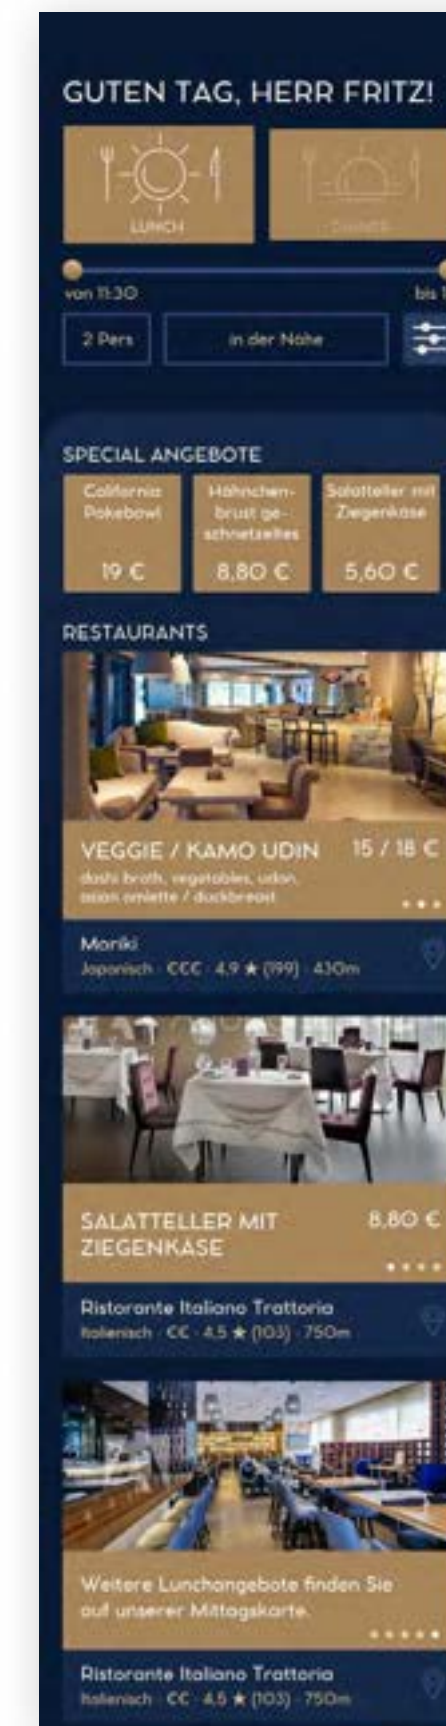 GUTEN TAG, HERR FRITZ!
LUNCH
DINNER
von 11:30
bis 1
2 Pers
in der Nähe
SPECIAL ANGEBOTE
California
Pokebowl
19 €
Hähnchen-
brust ge-
schnetzeltes
8,80 €
Salatteller mit
Ziegenkäse
5,60 €
RESTAURANTS
VEGGIE / KAMO UDIN 15 / 18 €
dashi broth, vegetables, udon,
asian omlette / duckbreast
Moriki
Japanisch · €€€ · 4,9 ★ (199) · 430m
SALATTELLER MIT 8,80 €
ZIEGENKÄSE
Ristorante Italiano Trattoria
Italienisch · €€ · 4,5 ★ (103) · 750m
Weitere Lunchangebote finden Sie
auf unserer Mittagskarte.
Ristorante Italiano Trattoria
Italienisch · €€ · 4,5 ★ (103) · 750m